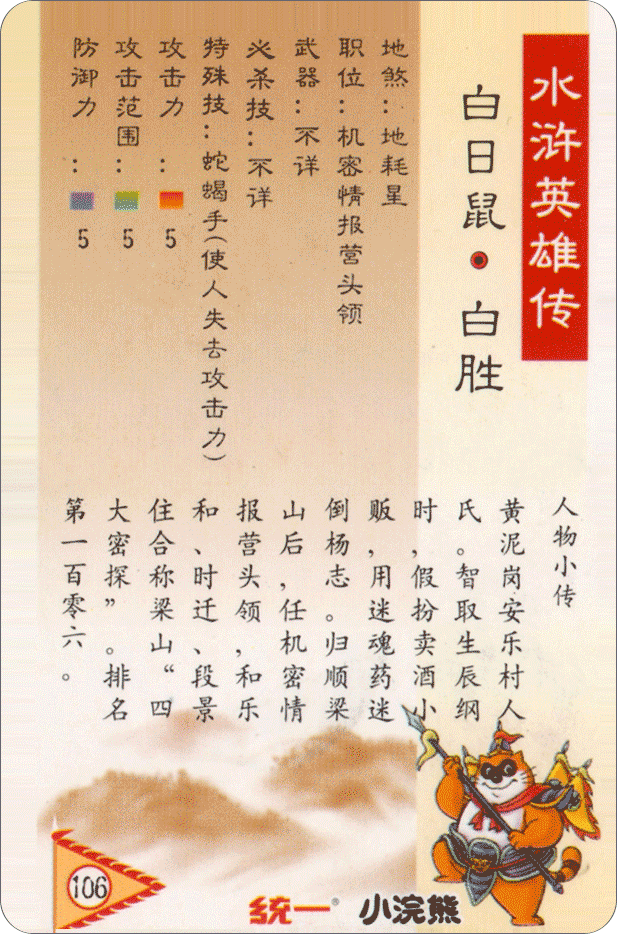 水浒英雄传
白日鼠·白胜
地煞：地耗星
职位：机密情报营头领
武器：不详
必杀技：不详
特殊技：蛇蝎手(使人失去攻击力)
攻击力：5
攻击范围：5
防御力：5
人物小传
黄泥岗安乐村人
氏。智取生辰纲
时，假扮卖酒小
贩，用迷魂药迷
倒杨志。归顺梁
山后，任机密情
报营头领，和乐
和、时迁、段景
住合称梁山“四
大密探”。排名
第一百零六。
106
统一® 小浣熊